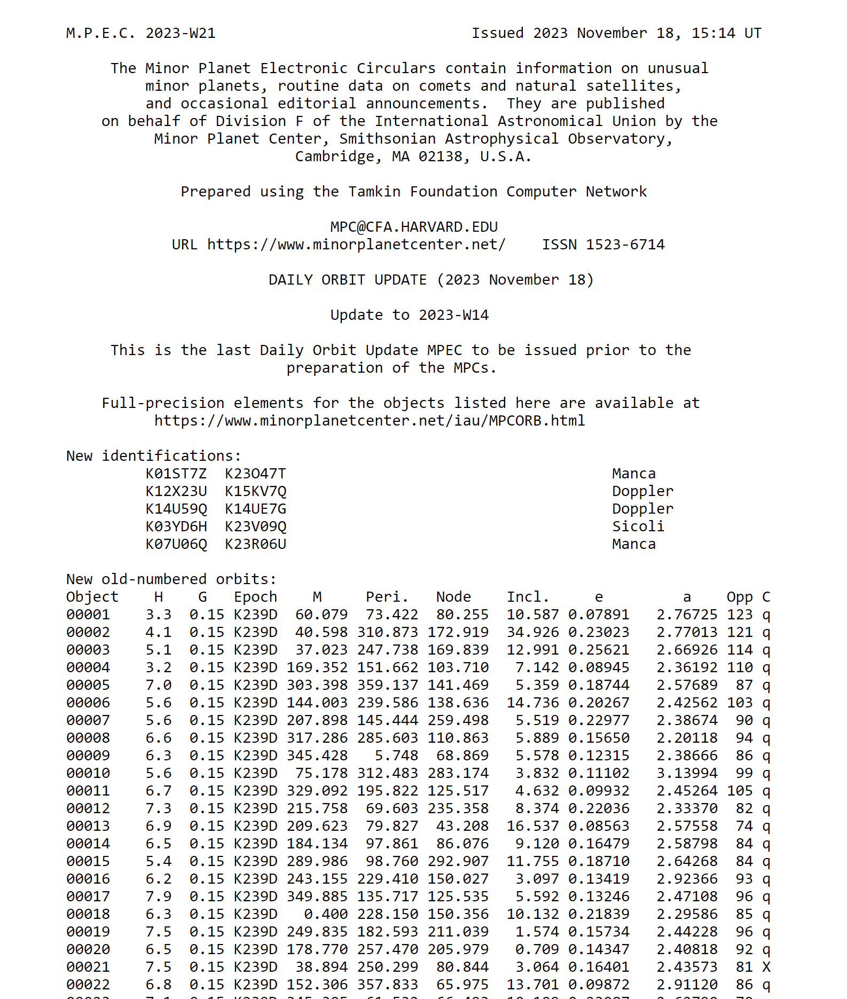 M.P.E.C. 2023-W21                             Issued 2023 November 18, 15:14 UT
The Minor Planet Electronic Circulars contain information on unusual
minor planets, routine data on comets and natural satellites,
and occasional editorial announcements.  They are published
on behalf of Division F of the International Astronomical Union by the
Minor Planet Center, Smithsonian Astrophysical Observatory,
Cambridge, MA 02138, U.S.A.
Prepared using the Tamkin Foundation Computer Network
MPC@CFA.HARVARD.EDU
URL https://www.minorplanetcenter.net/    ISSN 1523-6714
DAILY ORBIT UPDATE (2023 November 18)
Update to 2023-W14
This is the last Daily Orbit Update MPEC to be issued prior to the
preparation of the MPCs.
Full-precision elements for the objects listed here are available at
https://www.minorplanetcenter.net/iau/MPCORB.html
New identifications:
K01ST7Z  K23O47T                                     Manca
K12X23U  K15KV7Q                                     Doppler
K14U59Q  K14UE7G                                     Doppler
K03YD6H  K23V09Q                                     Sicoli
K07U06Q  K23R06U                                     Manca
New old-numbered orbits:
Object    H    G   Epoch    M     Peri.   Node    Incl.     e         a    Opp C
00001    3.3  0.15 K239D  60.079  73.422  80.255  10.587 0.07891   2.76725 123 q
00002    4.1  0.15 K239D  40.598 310.873 172.919  34.926 0.23023   2.77013 121 q
00003    5.1  0.15 K239D  37.023 247.738 169.839  12.991 0.25621   2.66926 114 q
00004    3.2  0.15 K239D 169.352 151.662 103.710   7.142 0.08945   2.36192 110 q
00005    7.0  0.15 K239D 303.398 359.137 141.469   5.359 0.18744   2.57689  87 q
00006    5.6  0.15 K239D 144.003 239.586 138.636  14.736 0.20267   2.42562 103 q
00007    5.6  0.15 K239D 207.898 145.444 259.498   5.519 0.22977   2.38674  90 q
00008    6.6  0.15 K239D 317.286 285.603 110.863   5.889 0.15650   2.20118  94 q
00009    6.3  0.15 K239D 345.428   5.748  68.869   5.578 0.12315   2.38666  86 q
00010    5.6  0.15 K239D  75.178 312.483 283.174   3.832 0.11102   3.13994  99 q
00011    6.7  0.15 K239D 329.092 195.822 125.517   4.632 0.09932   2.45264 105 q
00012    7.3  0.15 K239D 215.758  69.603 235.358   8.374 0.22036   2.33370  82 q
00013    6.9  0.15 K239D 209.623  79.827  43.208  16.537 0.08563   2.57558  74 q
00014    6.5  0.15 K239D 184.134  97.861  86.076   9.120 0.16479   2.58798  84 q
00015    5.4  0.15 K239D 289.986  98.760 292.907  11.755 0.18710   2.64268  84 q
00016    6.2  0.15 K239D 243.155 229.410 150.027   3.097 0.13419   2.92366  93 q
00017    7.9  0.15 K239D 349.885 135.717 125.535   5.592 0.13246   2.47108  96 q
00018    6.3  0.15 K239D   0.400 228.150 150.356  10.132 0.21839   2.29586  85 q
00019    7.5  0.15 K239D 249.835 182.593 211.039   1.574 0.15734   2.44228  96 q
00020    6.5  0.15 K239D 178.770 257.470 205.979   0.709 0.14347   2.40818  92 q
00021    7.5  0.15 K239D  38.894 250.299  80.844   3.064 0.16401   2.43573  81 X
00022    6.8  0.15 K239D 152.306 357.833  65.975  13.701 0.09872   2.91120  86 q